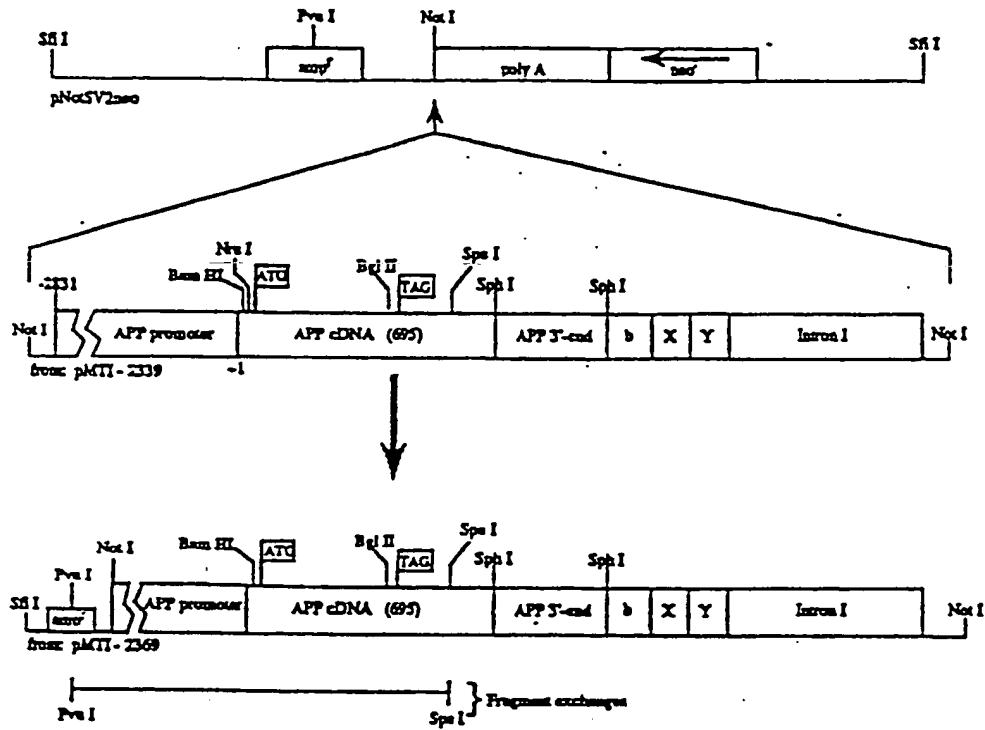 Pvu I
Not I
Sfi I
Sfi I
poly A
pNotSV2neo
-2231
Nru I
Bam HI
ATG
Bgl II
TAG
Spe I
Sph I
Sph I
Not I
APP promoter
APP cDNA (695)
APP 3'-end
b
X
Y
Intron I
Not I
from: pMTI - 2339
-1
Not I
Bam HI
ATG
Bgl II
TAG
Spe I
Sph I
Sph I
Pvu I
Sfi I
APP promoter
APP cDNA (695)
APP 3'-end
b
X
Y
Intron I
Not I
from: pMTI - 2369
Pvu I
Spe I
Fragment exchanges